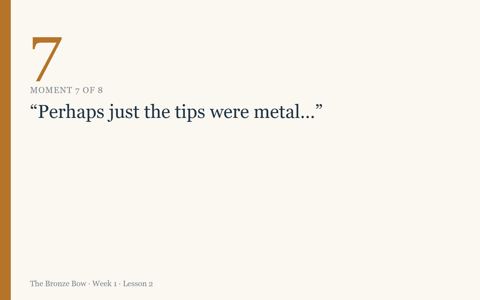 7
MOMENT 7 OF 8
“Perhaps just the tips were metal…”
The Bronze Bow · Week 1 · Lesson 2